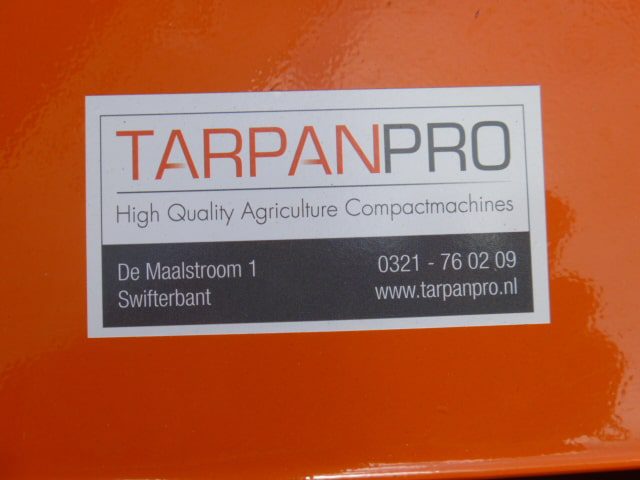 TARPANPRO
High Quality Agriculture Compactmachines
De Maalstroom 1
Swifterbant
0321 - 76 02 09
www.tarpanpro.nl